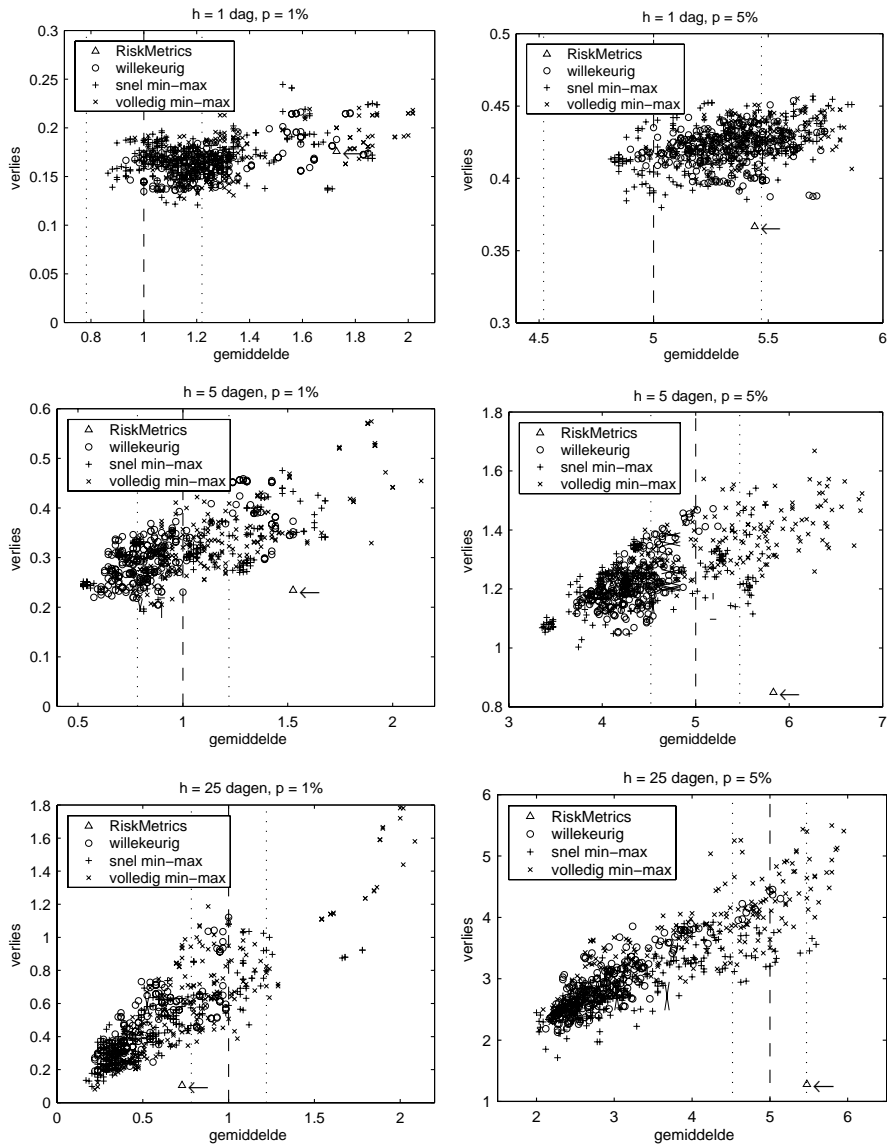 h = 1 dag, p = 1%
0.3
0.25
0.2
0.15
0.1
0.05
0
verlies
RiskMetrics
willekeurig
snel min−max
volledig min−max
0.8 1 1.2 1.4 1.6 1.8 2
gemiddelde
h = 1 dag, p = 5%
0.5
0.45
0.4
0.35
0.3
verlies
RiskMetrics
willekeurig
snel min−max
volledig min−max
4.5 5 5.5 6
gemiddelde
h = 5 dagen, p = 1%
0.6
0.5
0.4
0.3
0.2
0.1
0
verlies
RiskMetrics
willekeurig
snel min−max
volledig min−max
0.5 1 1.5 2
gemiddelde
h = 5 dagen, p = 5%
1.8
1.6
1.4
1.2
1
0.8
verlies
RiskMetrics
willekeurig
snel min−max
volledig min−max
3 4 5 6 7
gemiddelde
h = 25 dagen, p = 1%
1.8
1.6
1.4
1.2
1
0.8
0.6
0.4
0.2
0
verlies
RiskMetrics
willekeurig
snel min−max
volledig min−max
0 0.5 1 1.5 2
gemiddelde
h = 25 dagen, p = 5%
6
5
4
3
2
1
verlies
RiskMetrics
willekeurig
snel min−max
volledig min−max
2 3 4 5 6
gemiddelde